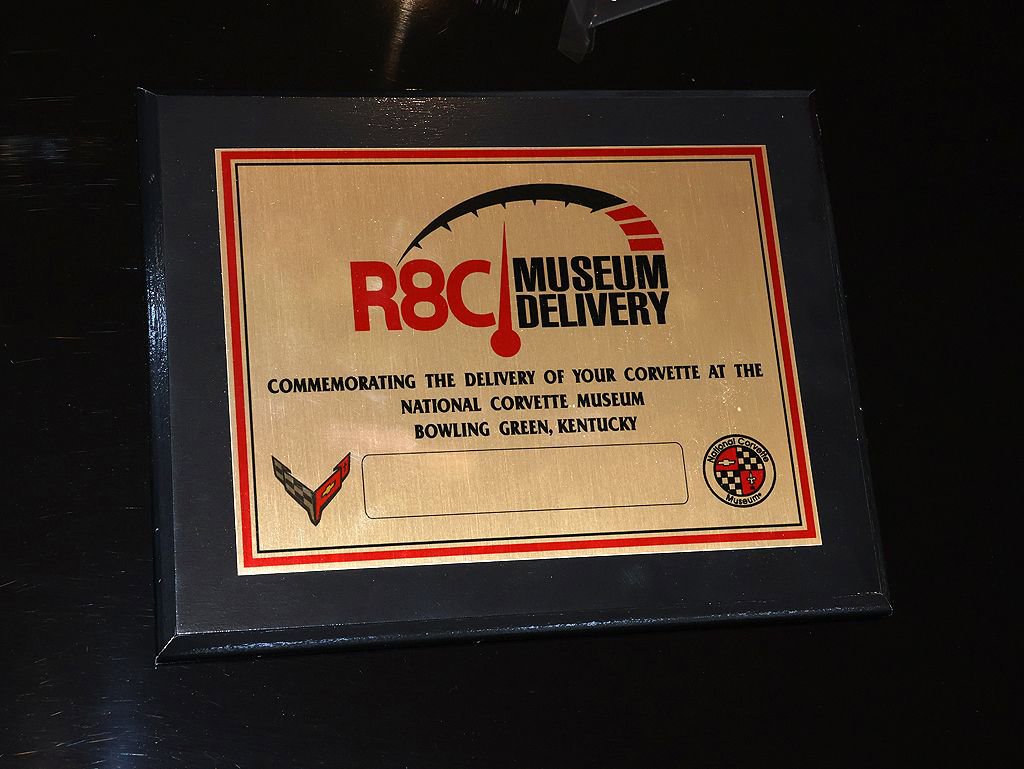 R8C MUSEUM
DELIVERY
COMMEMORATING THE DELIVERY OF YOUR CORVETTE AT THE
NATIONAL CORVETTE MUSEUM
BOWLING GREEN, KENTUCKY
National Corvette
Museum®